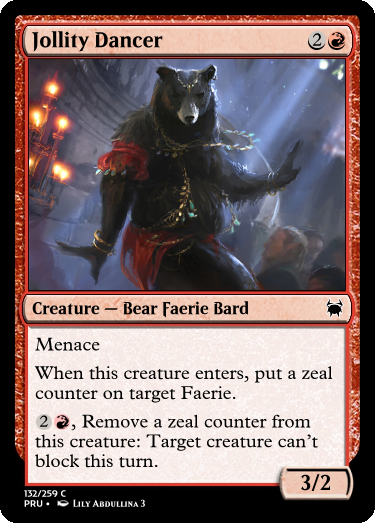 Jollity Dancer 2
Creature — Bear Faerie Bard
Menace
When this creature enters, put a zeal
counter on target Faerie.
2 , Remove a zeal counter from
this creature: Target creature can't
block this turn.
3/2
132/259 C
PRU • Lily Abdullina 3